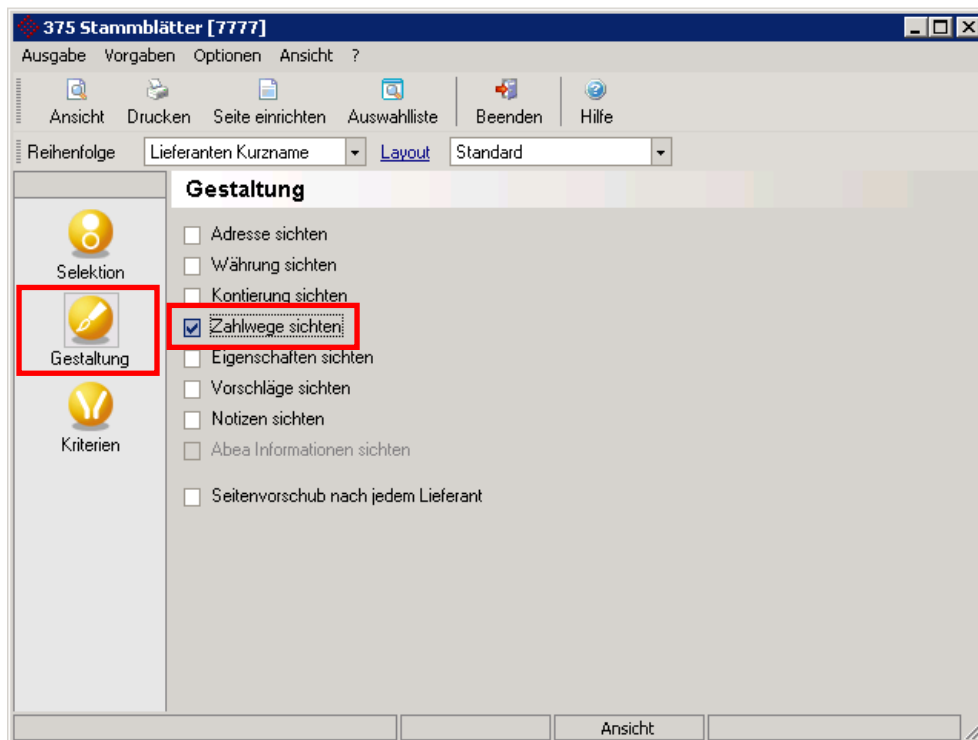 375 Stammblätter [7777]
Ausgabe Vorgaben Optionen Ansicht ?
Ansicht Drucken Seite einrichten Auswahlliste Beenden Hilfe
Reihenfolge Lieferanten Kurzname Layout Standard
Gestaltung
Selektion
Gestaltung
Kriterien
Adresse sichten
Währung sichten
Kontierung sichten
Zahlwege sichten
Eigenschaften sichten
Vorschläge sichten
Notizen sichten
Abea Informationen sichten
Seitenvorschub nach jedem Lieferant
Ansicht